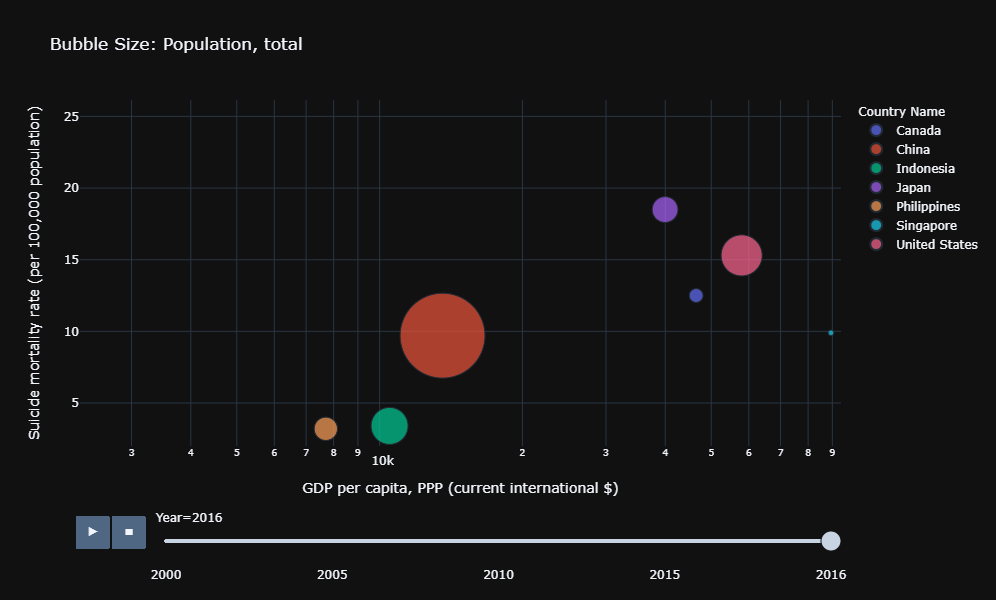 Bubble Size: Population, total
Suicide mortality rate (per 100,000 population)
25
20
15
10
5
3 4 5 6 7 8 9 10k 2 3 4 5 6 7 8 9
GDP per capita, PPP (current international $)
Country Name
Canada
China
Indonesia
Japan
Philippines
Singapore
United States
Year=2016
2000 2005 2010 2015 2016